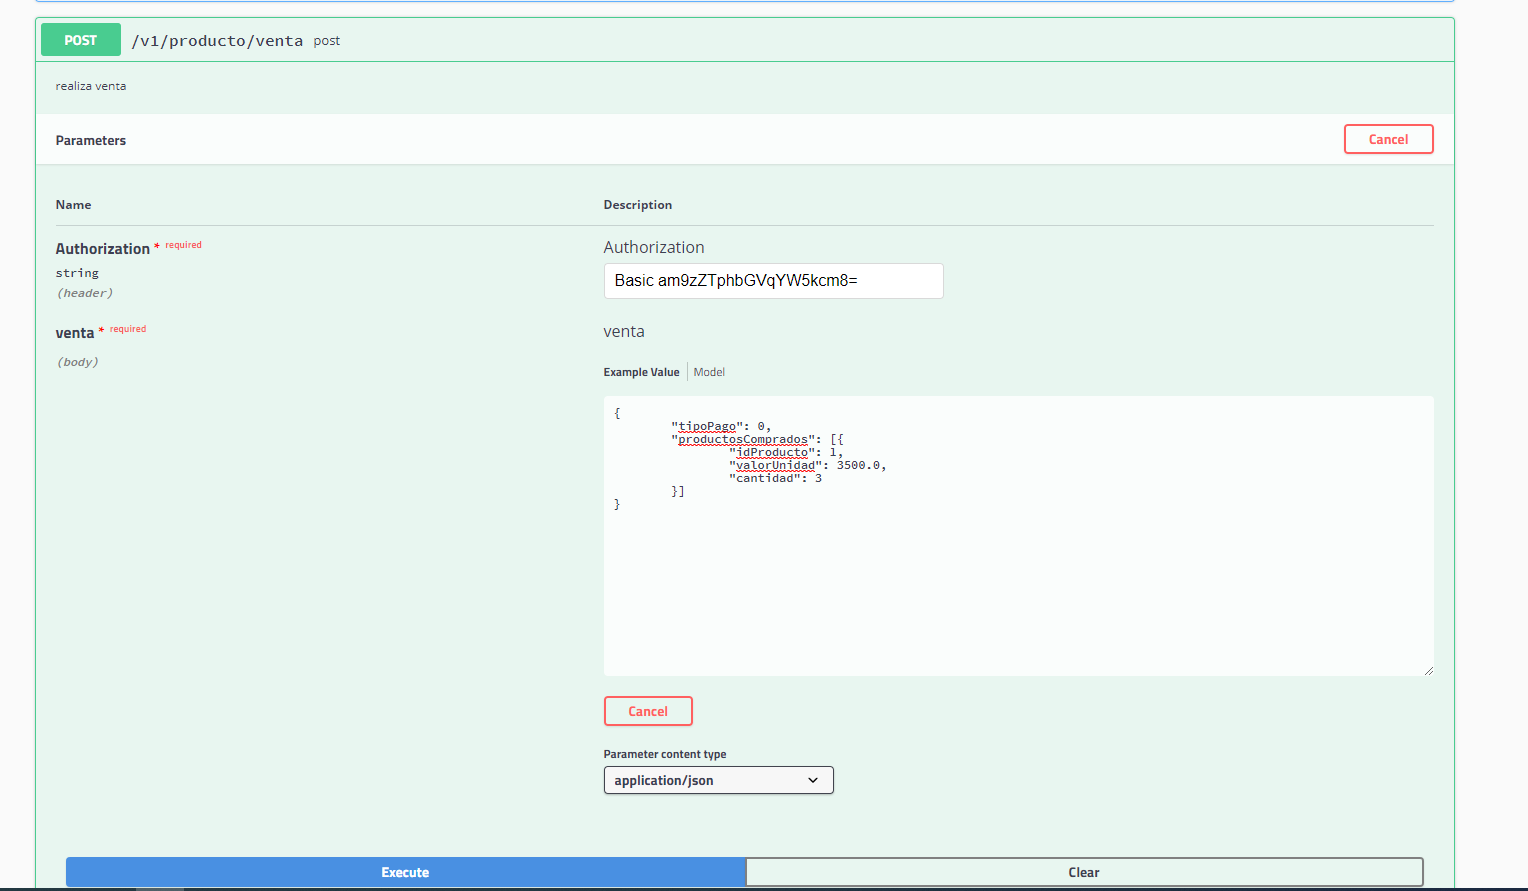 POST /v1/producto/venta post
realiza venta
Parameters Cancel
Name Description
Authorization * required
string
(header)
Authorization
Basic am9zZTphbGVqYW5kcm8=
venta * required
(body)
venta
Example Value Model
{
"tipoPago": 0,
"productosComprados": [{
"idProducto": 1,
"valorUnidad": 3500.0,
"cantidad": 3
}]
}
Cancel
Parameter content type
application/json
Execute Clear